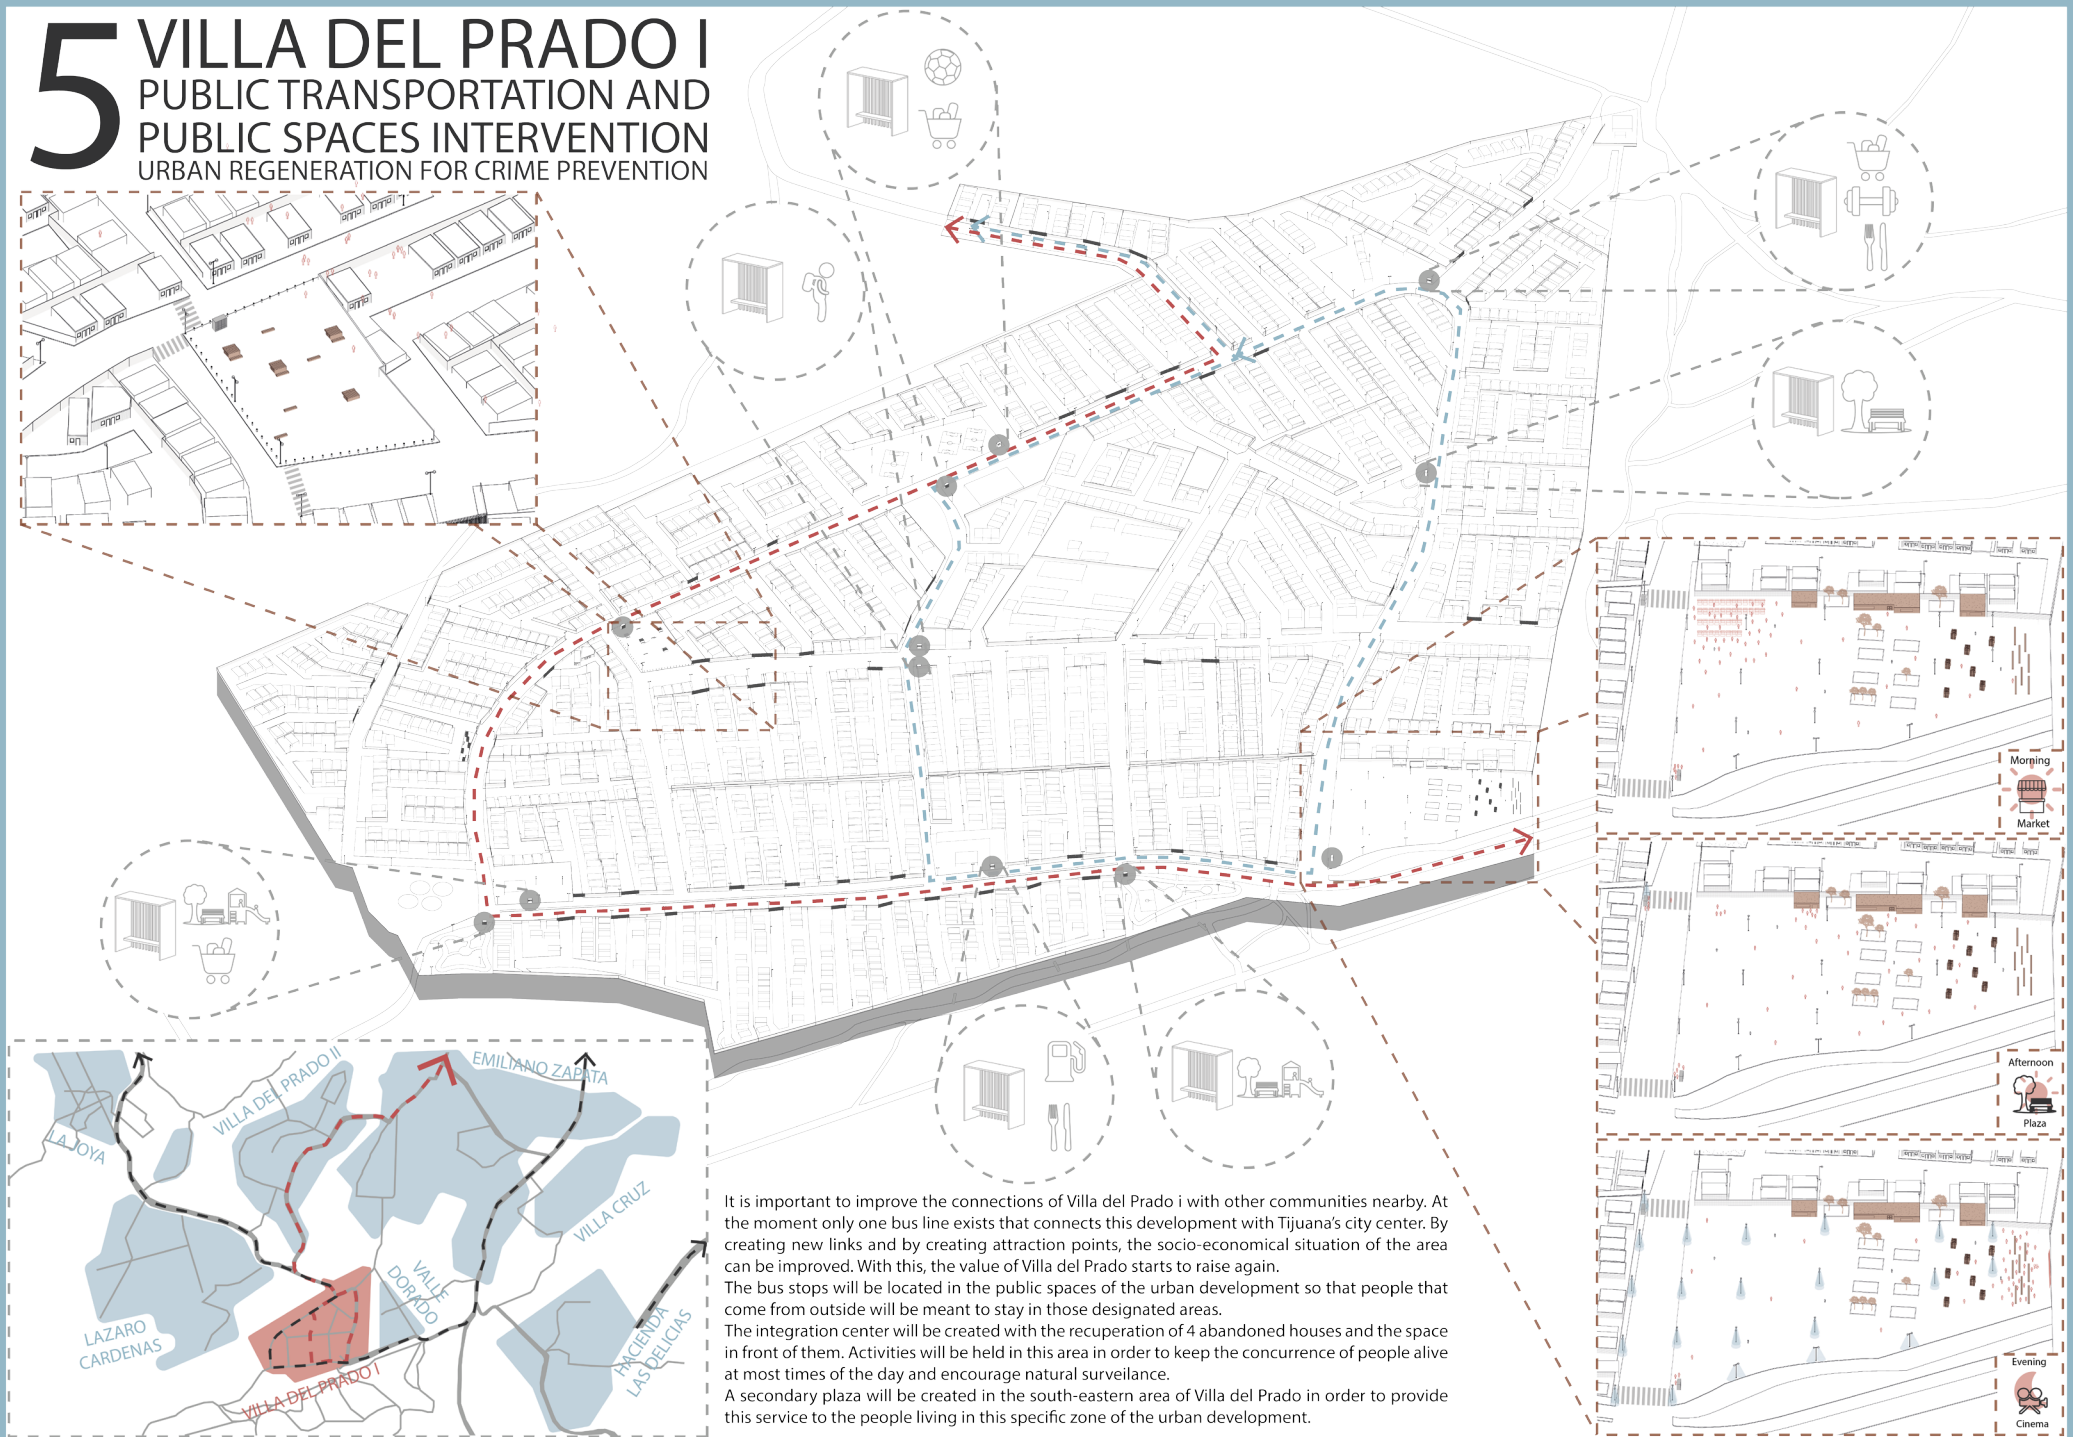 5
VILLA DEL PRADO I
PUBLIC TRANSPORTATION AND
PUBLIC SPACES INTERVENTION
URBAN REGENERATION FOR CRIME PREVENTION
Morning
Market
Afternoon
Plaza
Evening
Cinema
LA JOYA
VILLA DEL PRADO II
EMILIANO ZAPATA
VILLA CRUZ
VALLE
DORADO
LAZARO
CARDENAS
HACIENDA
LAS DELICIAS
VILLA DEL PRADO I
It is important to improve the connections of Villa del Prado i with other communities nearby. At
the moment only one bus line exists that connects this development with Tijuana's city center. By
creating new links and by creating attraction points, the socio-economical situation of the area
can be improved. With this, the value of Villa del Prado starts to raise again.
The bus stops will be located in the public spaces of the urban development so that people that
come from outside will be meant to stay in those designated areas.
The integration center will be created with the recuperation of 4 abandoned houses and the space
in front of them. Activities will be held in this area in order to keep the concurrence of people alive
at most times of the day and encourage natural surveilance.
A secondary plaza will be created in the south-eastern area of Villa del Prado in order to provide
this service to the people living in this specific zone of the urban development.